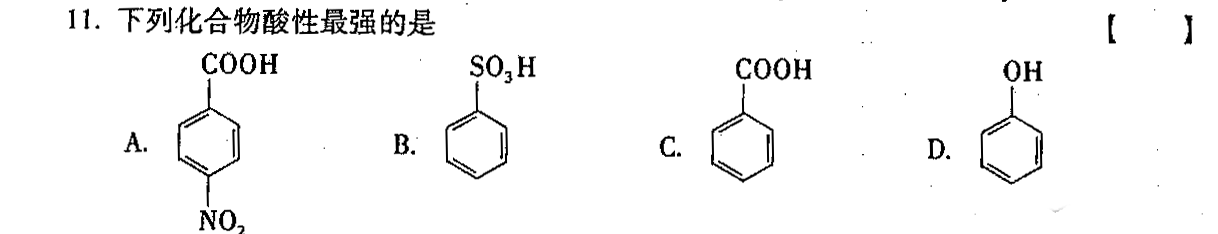 11. 下列化合物酸性最强的是 【 】
COOH SO₃H COOH OH
A. B. C. D.
NO₂